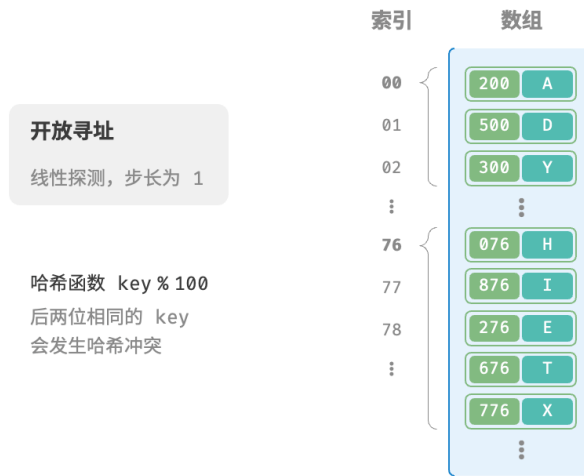 索引 数组
00 200 A
开放寻址
01 500 D
线性探测，步长为 1
02 300 Y
⋮ ⋮
76 076 H
哈希函数 key % 100
77 876 I
后两位相同的 key
78 276 E
会发生哈希冲突
⋮ 676 T
776 X
⋮